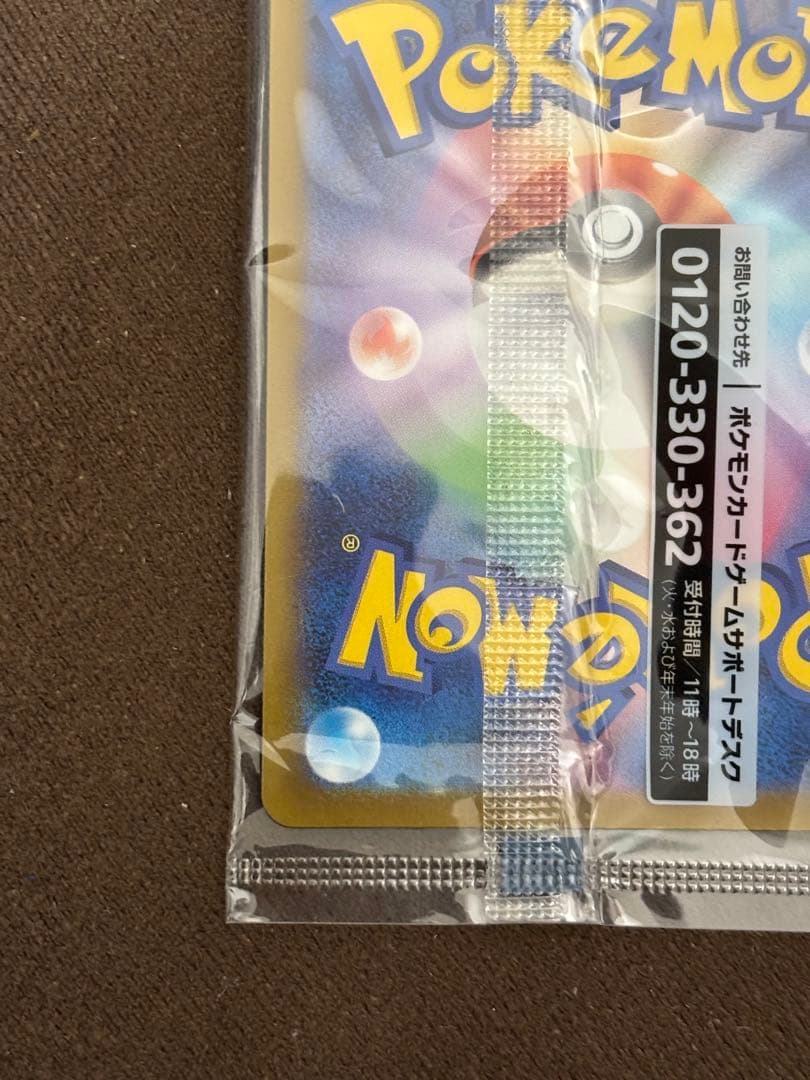 POKéMO
お問い合わせ先 | ポケモンカードゲームサポートデスク
0120-330-362 受付時間/11時~18時
(火・水および年末年始を除く)
®